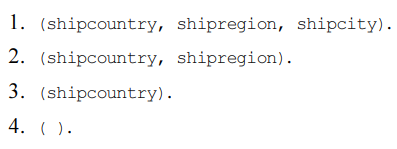 1. (shipcountry, shipregion, shipcity).
2. (shipcountry, shipregion).
3. (shipcountry).
4. ( ).